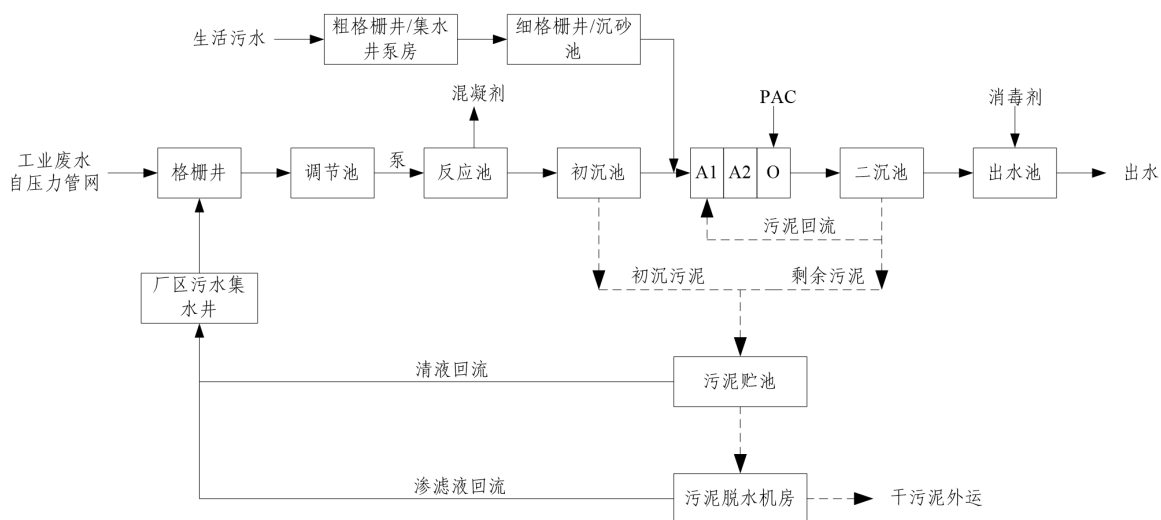 生活污水
粗格栅井/集水
井泵房
细格栅井/沉砂
池
混凝剂
PAC
消毒剂
工业废水
自压力管网
格栅井
调节池
泵
反应池
初沉池
A1
A2
O
二沉池
出水池
出水
污泥回流
厂区污水集
水井
初沉污泥
剩余污泥
清液回流
污泥贮池
渗滤液回流
污泥脱水机房
干污泥外运